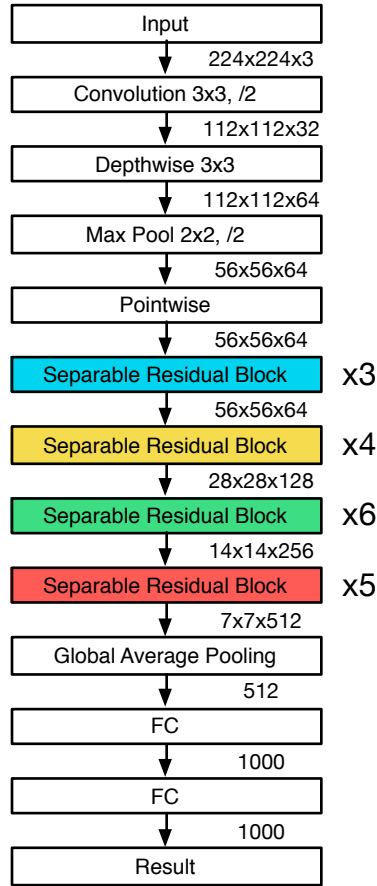 Input
224x224x3
Convolution 3x3, /2
112x112x32
Depthwise 3x3
112x112x64
Max Pool 2x2, /2
56x56x64
Pointwise
56x56x64
Separable Residual Block x3
56x56x64
Separable Residual Block x4
28x28x128
Separable Residual Block x6
14x14x256
Separable Residual Block x5
7x7x512
Global Average Pooling
512
FC
1000
FC
1000
Result